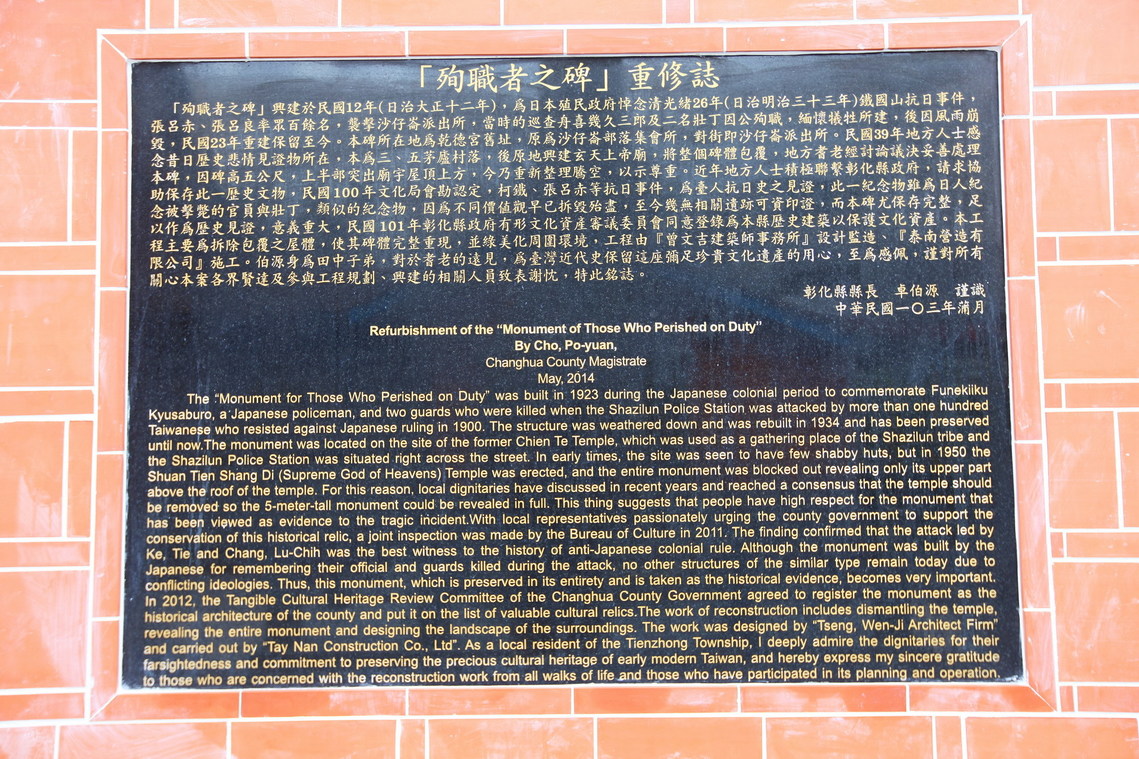 「殉職者之碑」重修誌
「殉職者之碑」興建於民國12年(日治大正十二年)，為日本殖民政府悼念清光緒26年(日治明治三十三年)鐵國山抗日事件，
張呂赤、張呂良率眾百餘名，襲擊沙仔崙派出所，當時的巡查舟喜幾久三郎及二名壯丁因公殉職，緬懷犧牲所建，後因風雨崩
毀，民國23年重建保留至今。本碑所在地為乾德宮舊址，原為沙仔崙部落集會所，對街即沙仔崙派出所。民國39年地方人士感
念昔日歷史悲情見證物所在，本為三、五茅廬村落，後原地興建玄天上帝廟，將整個碑體包覆，地方耆老經討論議決妥善處理
本碑，因碑高五公尺，上半部突出廟宇屋頂上方，今乃重新整理騰空，以示尊重。近年地方人士積極聯繫彰化縣政府，請求協
助保存此一歷史文物，民國100年文化局會勘認定，柯鐵、張呂赤等抗日事件，為臺人抗日史之見證，此一紀念物雖為日人紀
念被擊斃的官員與壯丁，類似的紀念物，因為不同價值觀早已拆毀殆盡，至今幾無相關遺跡可資印證，而本碑尤保存完整，足
以作為歷史見證，意義重大，民國101年彰化縣政府有形文化資產審議委員會同意登錄為本縣歷史建築以保護文化資產。本工
程主要為拆除包覆之屋體，使其碑體完整重現，並綠美化周圍環境，工程由『曾文吉建築師事務所』設計監造、『泰南營造有
限公司』施工。伯源身為田中子弟，對於耆老的遠見，為臺灣近代史保留這座彌足珍貴文化遺產的用心，至為感佩，謹對所有
關心本案各界賢達及參與工程規劃、興建的相關人員致表謝忱，特此銘誌。
彰化縣縣長 卓伯源 謹識
中華民國一〇三年蒲月
Refurbishment of the “Monument of Those Who Perished on Duty”
By Cho, Po-yuan,
Changhua County Magistrate
May, 2014
The “Monument for Those Who Perished on Duty” was built in 1923 during the Japanese colonial period to commemorate Funekiiku
Kyusaburo, a Japanese policeman, and two guards who were killed when the Shazilun Police Station was attacked by more than one hundred
Taiwanese who resisted against Japanese ruling in 1900. The structure was weathered down and was rebuilt in 1934 and has been preserved
until now.The monument was located on the site of the former Chien Te Temple, which was used as a gathering place of the Shazilun tribe and
the Shazilun Police Station was situated right across the street. In early times, the site was seen to have few shabby huts, but in 1950 the
Shuan Tien Shang Di (Supreme God of Heavens) Temple was erected, and the entire monument was blocked out revealing only its upper part
above the roof of the temple. For this reason, local dignitaries have discussed in recent years and reached a consensus that the temple should
be removed so the 5-meter-tall monument could be revealed in full. This thing suggests that people have high respect for the monument that
has been viewed as evidence to the tragic incident.With local representatives passionately urging the county government to support the
conservation of this historical relic, a joint inspection was made by the Bureau of Culture in 2011. The finding confirmed that the attack led by
Ke, Tie and Chang, Lu-Chih was the best witness to the history of anti-Japanese colonial rule. Although the monument was built by the
Japanese for remembering their official and guards killed during the attack, no other structures of the similar type remain today due to
conflicting ideologies. Thus, this monument, which is preserved in its entirety and is taken as the historical evidence, becomes very important.
In 2012, the Tangible Cultural Heritage Review Committee of the Changhua County Government agreed to register the monument as the
historical architecture of the county and put it on the list of valuable cultural relics.The work of reconstruction includes dismantling the temple,
revealing the entire monument and designing the landscape of the surroundings. The work was designed by “Tseng, Wen-Ji Architect Firm”
and carried out by “Tay Nan Construction Co., Ltd”. As a local resident of the Tienzhong Township, I deeply admire the dignitaries for their
farsightedness and commitment to preserving the precious cultural heritage of early modern Taiwan, and hereby express my sincere gratitude
to those who are concerned with the reconstruction work from all walks of life and those who have participated in its planning and operation.